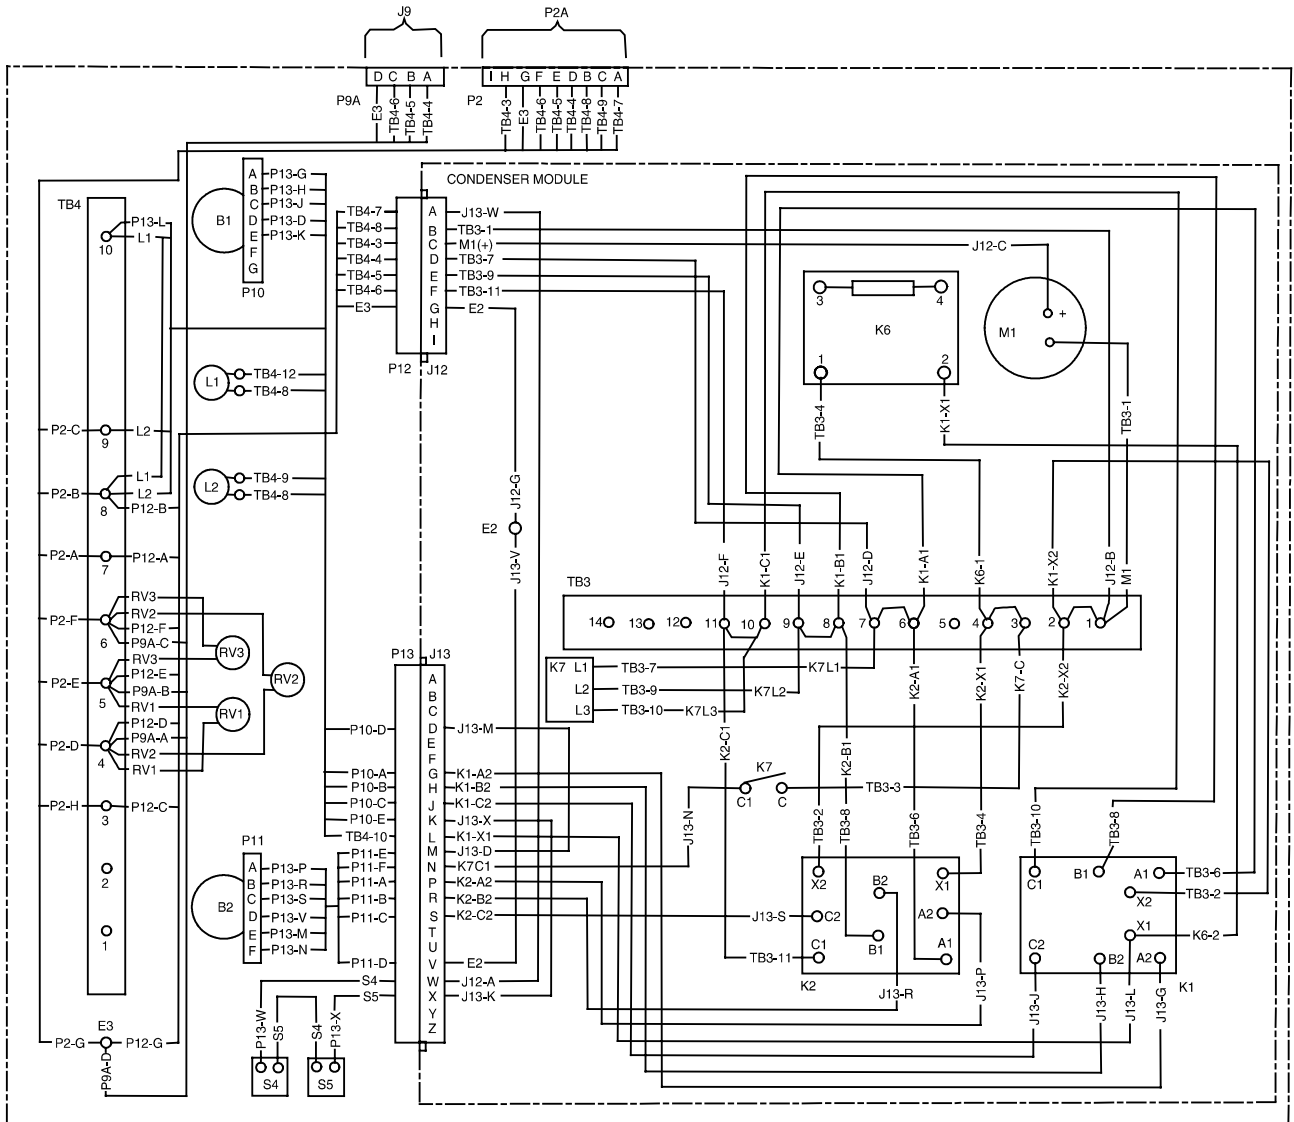 J9
P2A
D C B A
I H G F E D B C A
P9A
P2
E3
TB4-6
TB4-5
TB4-4
TB4-3
E3
TB4-6
TB4-5
TB4-4
TB4-8
TB4-9
TB4-7
CONDENSER MODULE
TB4
B1
A P13-G
B P13-H
C P13-J
D P13-D
E P13-K
F
G
P10
P13-L
L1
10
TB4-7 A J13-W
TB4-8 B TB3-1
TB4-3 C M1(+)
TB4-4 D TB3-7
TB4-5 E TB3-9
TB4-6 F TB3-11
E3 G E2
H
I
P12 J12
J12-C
3 4
K6
1 2
M1
+
TB3-4
K1-X1
TB3-1
L1
TB4-12
TB4-8
P2-C 9 L2
L2
TB4-9
TB4-8
L1
P2-B L2
8 P12-B
P2-A 7 P12-A
J12-G
E2
J13-V
J12-F
K1-C1
J12-E
K1-B1
J12-D
K1-A1
K6-1
K1-X2
J12-B
M1
TB3
14 13 12 11 10 9 8 7 6 5 4 3 2 1
RV3
RV2
P2-F P12-F
6 P9A-C
RV3
P12-E
P2-E P9A-B
5 RV1
P12-D
P9A-A
P2-D RV2
4 RV1
RV3
RV2
RV1
P2-H 3 P12-C
2
1
K7 L1 TB3-7 K7L1
L2 TB3-9 K7L2
L3 TB3-10 K7L3
K2-C1
K2-B1
K2-A1
K2-X1
K7-C
K2-X2
P13 J13
A
B
C
P10-D D J13-M
E
F
P10-A G K1-A2
P10-B H K1-B2
P10-C J K1-C2
P10-E K J13-X
TB4-10 L K1-X1
P11-E M J13-D
P11-F N K7C1
P11-A P K2-A2
P11-B R K2-B2
P11-C S K2-C2
T
U
P11-D V E2
S4 W J12-A
S5 X J13-K
Y
Z
K7
C1 C
TB3-3
J13-N
TB3-2
TB3-8
TB3-6
TB3-4
TB3-10
TB3-8
P11
B2
A P13-P
B P13-R
C P13-S
D P13-V
E P13-M
F P13-N
X2 B2 X1
J13-S C2 A2
TB3-11 C1 B1 A1
K2
J13-R
J13-P
C1 B1 A1 TB3-6
X2 TB3-2
X1 K6-2
C2 B2 A2
K1
J13-J
J13-H
J13-L
J13-G
E3
P2-G P12-G
P9A-D
P13-W
S5
S4
P13-X
S4
S5